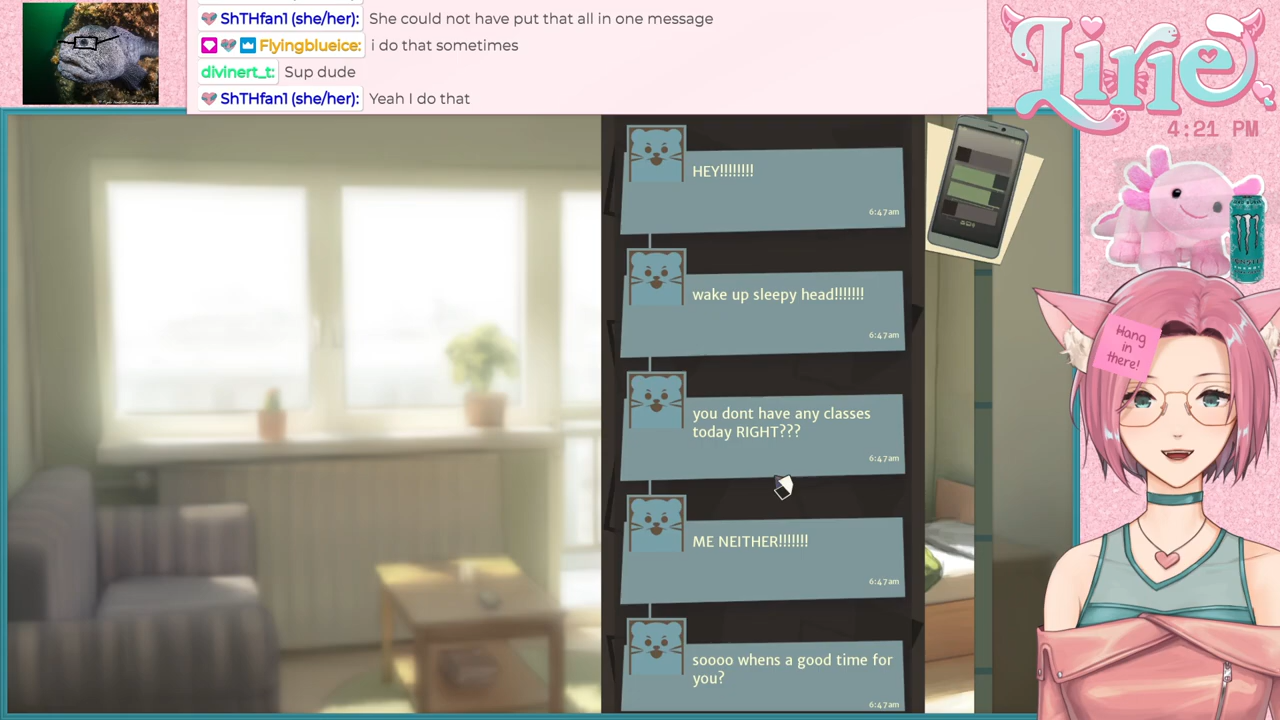 ShTHfan1 (she/her): She could not have put that all in one message
Flyingblueice: i do that sometimes
divinert_t: Sup dude
ShTHfan1 (she/her): Yeah I do that
Lirie
4:21 PM
HEY!!!!!!!!
6:47am
wake up sleepy head!!!!!!!
6:47am
you dont have any classes
today RIGHT???
6:47am
ME NEITHER!!!!!!!
6:47am
soooo whens a good time for
you?
6:47am
Hang
in
there!